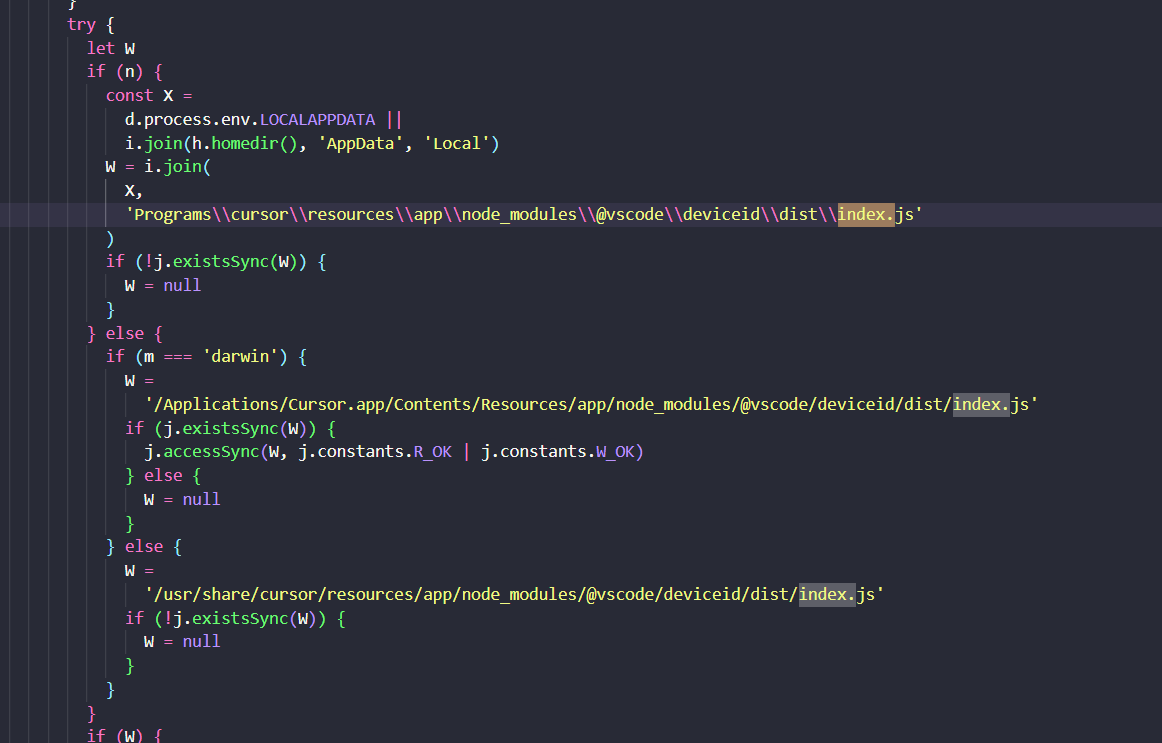 }
try {
let W
if (n) {
const X =
d.process.env.LOCALAPPDATA ||
i.join(h.homedir(), 'AppData', 'Local')
W = i.join(
X,
'Programs\\cursor\\resources\\app\\node_modules\\@vscode\\deviceid\\dist\\index.js'
)
if (!j.existsSync(W)) {
W = null
}
} else {
if (m === 'darwin') {
W =
'/Applications/Cursor.app/Contents/Resources/app/node_modules/@vscode/deviceid/dist/index.js'
if (j.existsSync(W)) {
j.accessSync(W, j.constants.R_OK | j.constants.W_OK)
} else {
W = null
}
} else {
W =
'/usr/share/cursor/resources/app/node_modules/@vscode/deviceid/dist/index.js'
if (!j.existsSync(W)) {
W = null
}
}
}
if (W) {